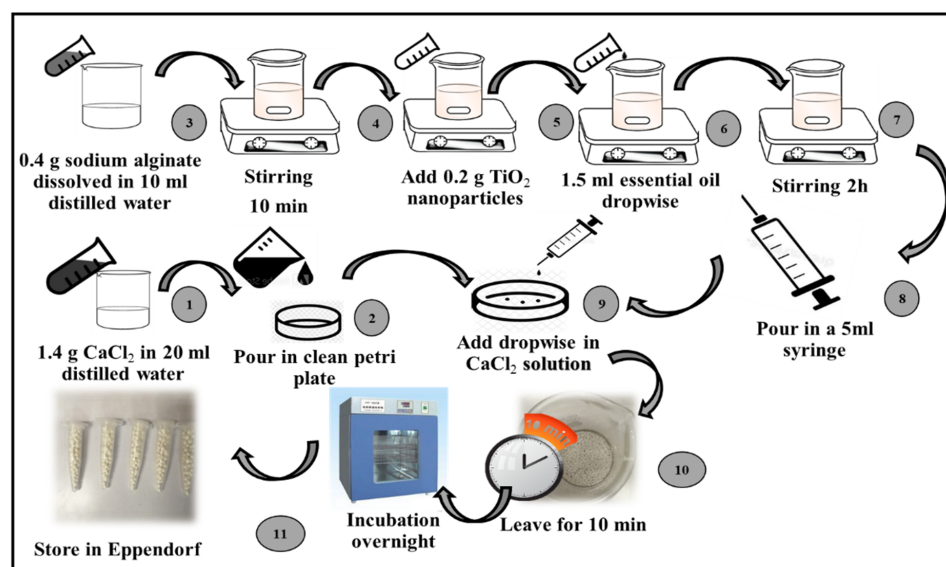 3
4
5
6
7
0.4 g sodium alginate
dissolved in 10 ml
distilled water
Stirring
10 min
Add 0.2 g TiO₂
nanoparticles
1.5 ml essential oil
dropwise
Stirring 2h
1
2
9
8
1.4 g CaCl₂ in 20 ml
distilled water
Pour in clean petri
plate
Add dropwise in
CaCl₂ solution
Pour in a 5ml
syringe
10 min
10
11
Store in Eppendorf
Incubation
overnight
Leave for 10 min